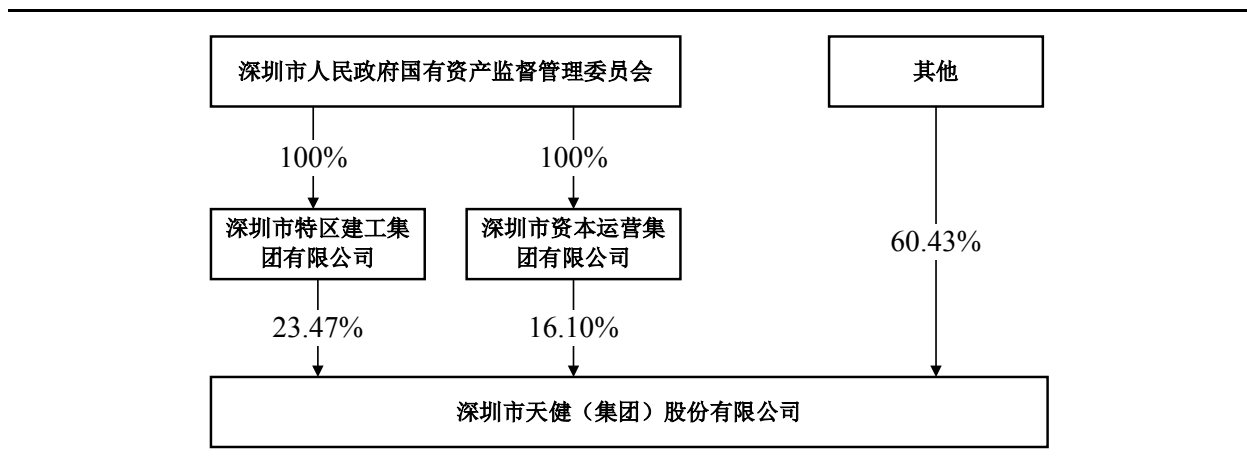 深圳市人民政府国有资产监督管理委员会
其他
100%
100%
深圳市特区建工集
团有限公司
深圳市资本运营集
团有限公司
60.43%
23.47%
16.10%
深圳市天健（集团）股份有限公司